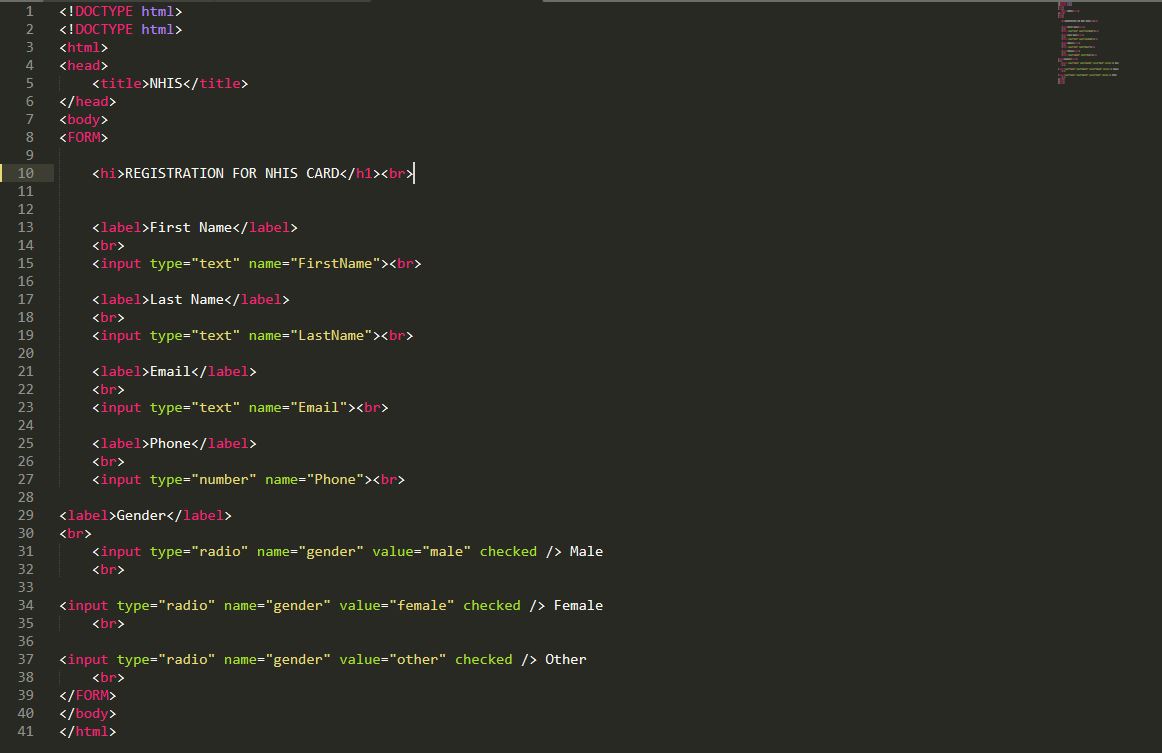 1 <!DOCTYPE html>
2 <!DOCTYPE html>
3 <html>
4 <head>
5 <title>NHIS</title>
6 </head>
7 <body>
8 <FORM>
9
10 <hi>REGISTRATION FOR NHIS CARD</h1><br>
11
12
13 <label>First Name</label>
14 <br>
15 <input type="text" name="FirstName"><br>
16
17 <label>Last Name</label>
18 <br>
19 <input type="text" name="LastName"><br>
20
21 <label>Email</label>
22 <br>
23 <input type="text" name="Email"><br>
24
25 <label>Phone</label>
26 <br>
27 <input type="number" name="Phone"><br>
28
29 <label>Gender</label>
30 <br>
31 <input type="radio" name="gender" value="male" checked /> Male
32 <br>
33
34 <input type="radio" name="gender" value="female" checked /> Female
35 <br>
36
37 <input type="radio" name="gender" value="other" checked /> Other
38 <br>
39 </FORM>
40 </body>
41 </html>